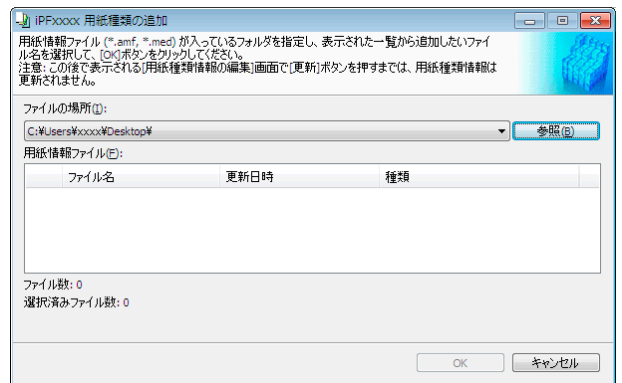 iPFxxxx 用紙種類の追加
用紙情報ファイル (*.amf, *.med) が入っているフォルダを指定し、表示された一覧から追加したいファイ
ル名を選択して、[OK]ボタンをクリックしてください。
注意: この後で表示される[用紙種類情報の編集]画面で[更新]ボタンを押すまでは、用紙種類情報は
更新されません。
ファイルの場所(I):
C:¥Users¥xxxx¥Desktop¥
参照(B)
用紙情報ファイル(F):
ファイル名 更新日時 種類
ファイル数: 0
選択済みファイル数: 0
OK キャンセル